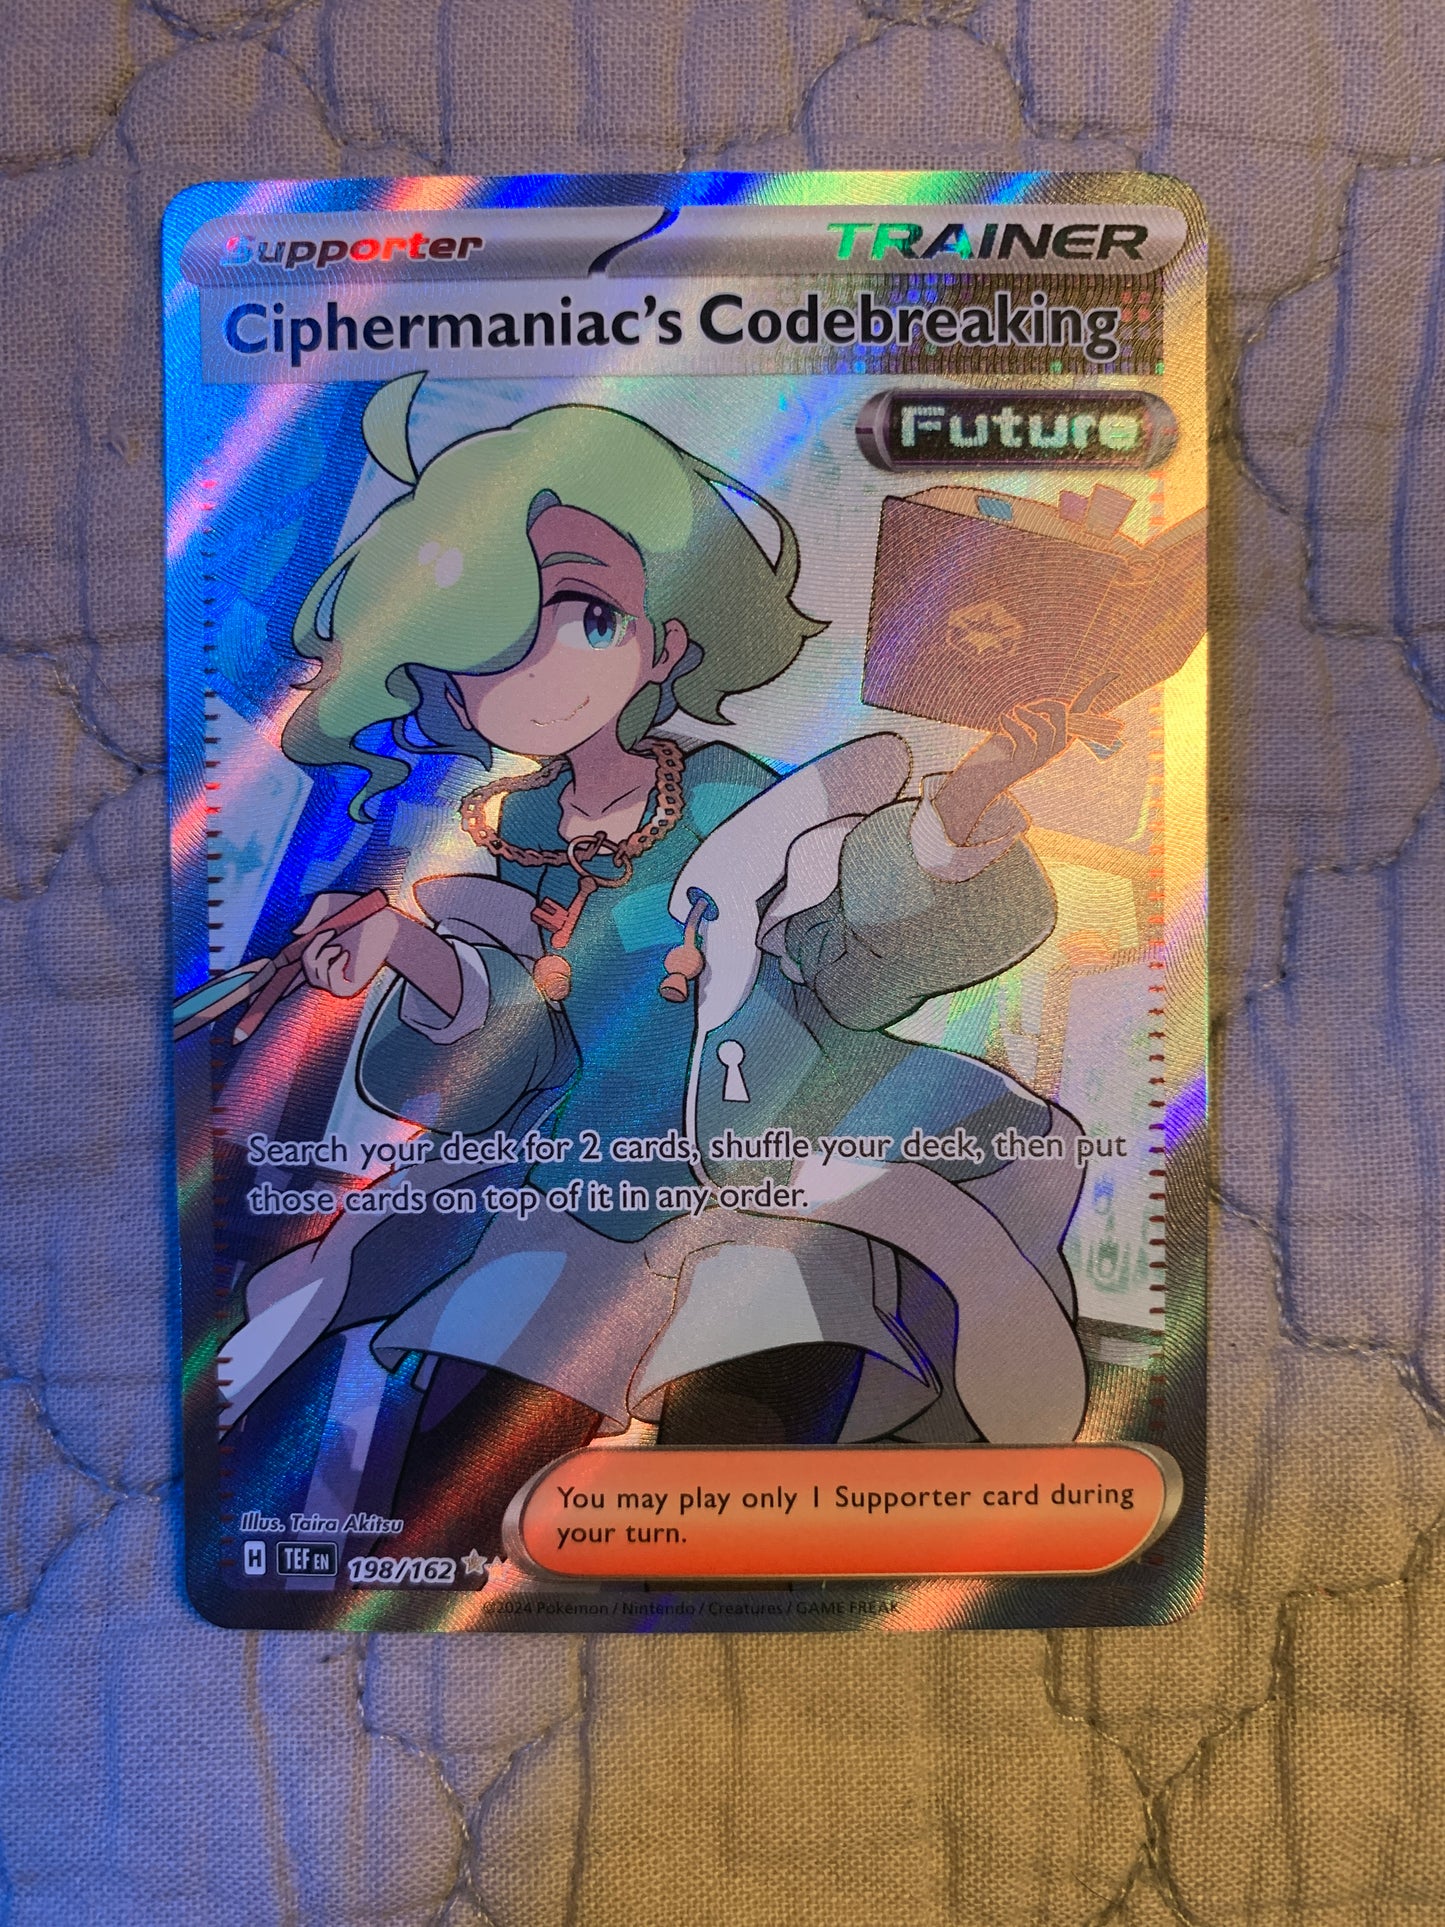 Supporter
TRAINER
Ciphermaniac's Codebreaking
Future
Search your deck for 2 cards, shuffle your deck, then put
those cards on top of it in any order.
You may play only 1 Supporter card during
your turn.
Illus. Taira Akitsu
H TEF EN 198/162
©2024 Pokémon / Nintendo / Creatures / GAME FREAK